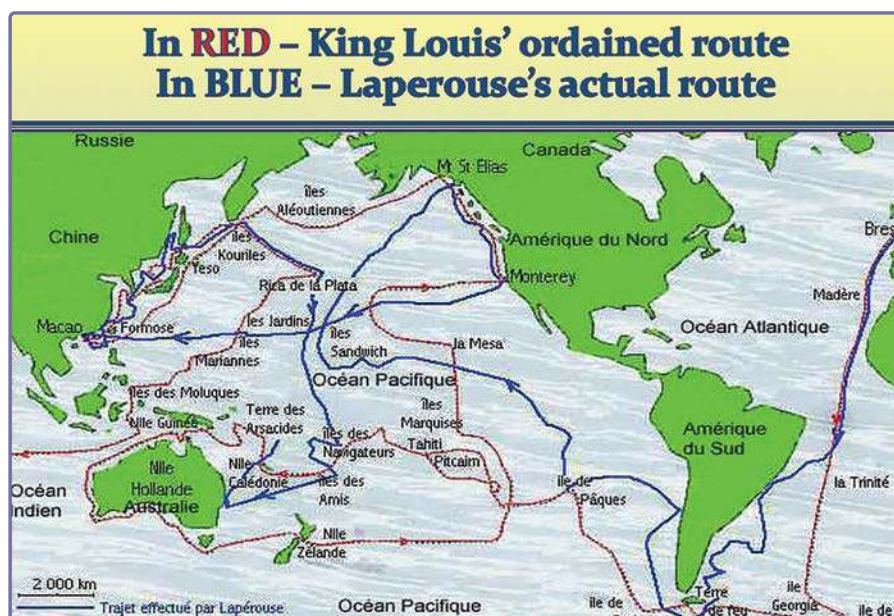 In RED – King Louis' ordained route
In BLUE – Laperouse's actual route
Russie
Canada
Mt St Elias
îles
Aléoutiennes
Chine
Amérique du Nord
Bres
îles
Kouriles
Yeso
Monterey
Rica de la Plata
Madère
Macao
Formose
les Jardins
Océan Atlantique
îles
Sandwich
la Mesa
îles
Mariannes
Océan Pacifique
îles des Moluques
îles
Marquises
Terre des
Arsacides
Nlle Guinée
Amérique
du Sud
îles des
Navigateurs
Tahiti
Pitcairn
Nlle
Hollande
Australie
Nlle
Calédonie
îles des
Amis
île de
Pâques
la Trinité
Océan
Indien
Nlle
Zélande
2 000 km
Terre
de feu
île
Georgia
île de
île de
Trajet effectué par Lapérouse
Océan Pacifique